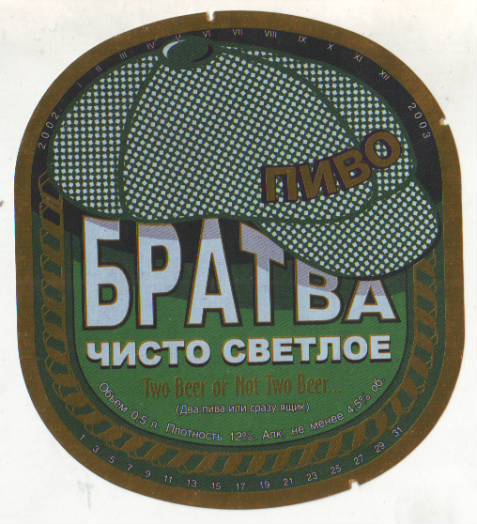 2002 I II III IV V VI VII VIII IX X XI XII 2003
ПИВО
БРАТВА
ЧИСТО СВЕТЛОЕ
Two Beer or Not Two Beer...
(Два пива или сразу ящик)
Объем 0,5 л. Плотность 12%. Алк. не менее 4,5% об.
1 3 5 7 9 11 13 15 17 19 21 23 25 27 29 31